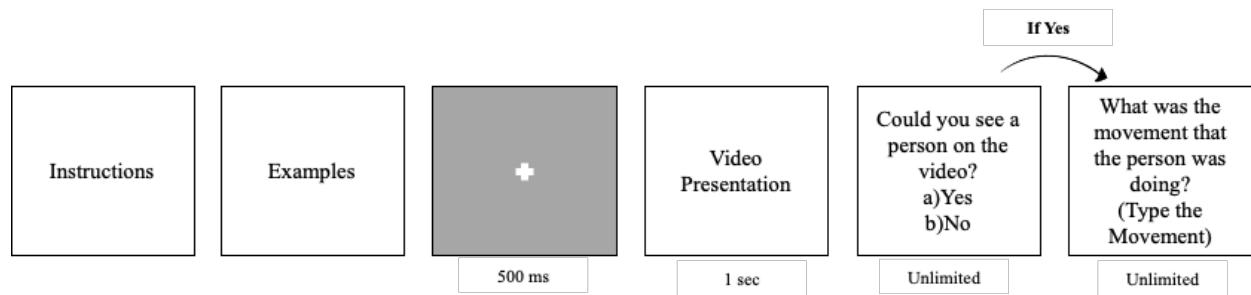 If Yes
Instructions
Examples
Video
Presentation
Could you see a
person on the
video?
a)Yes
b)No
What was the
movement that
the person was
doing?
(Type the
Movement)
500 ms
1 sec
Unlimited
Unlimited